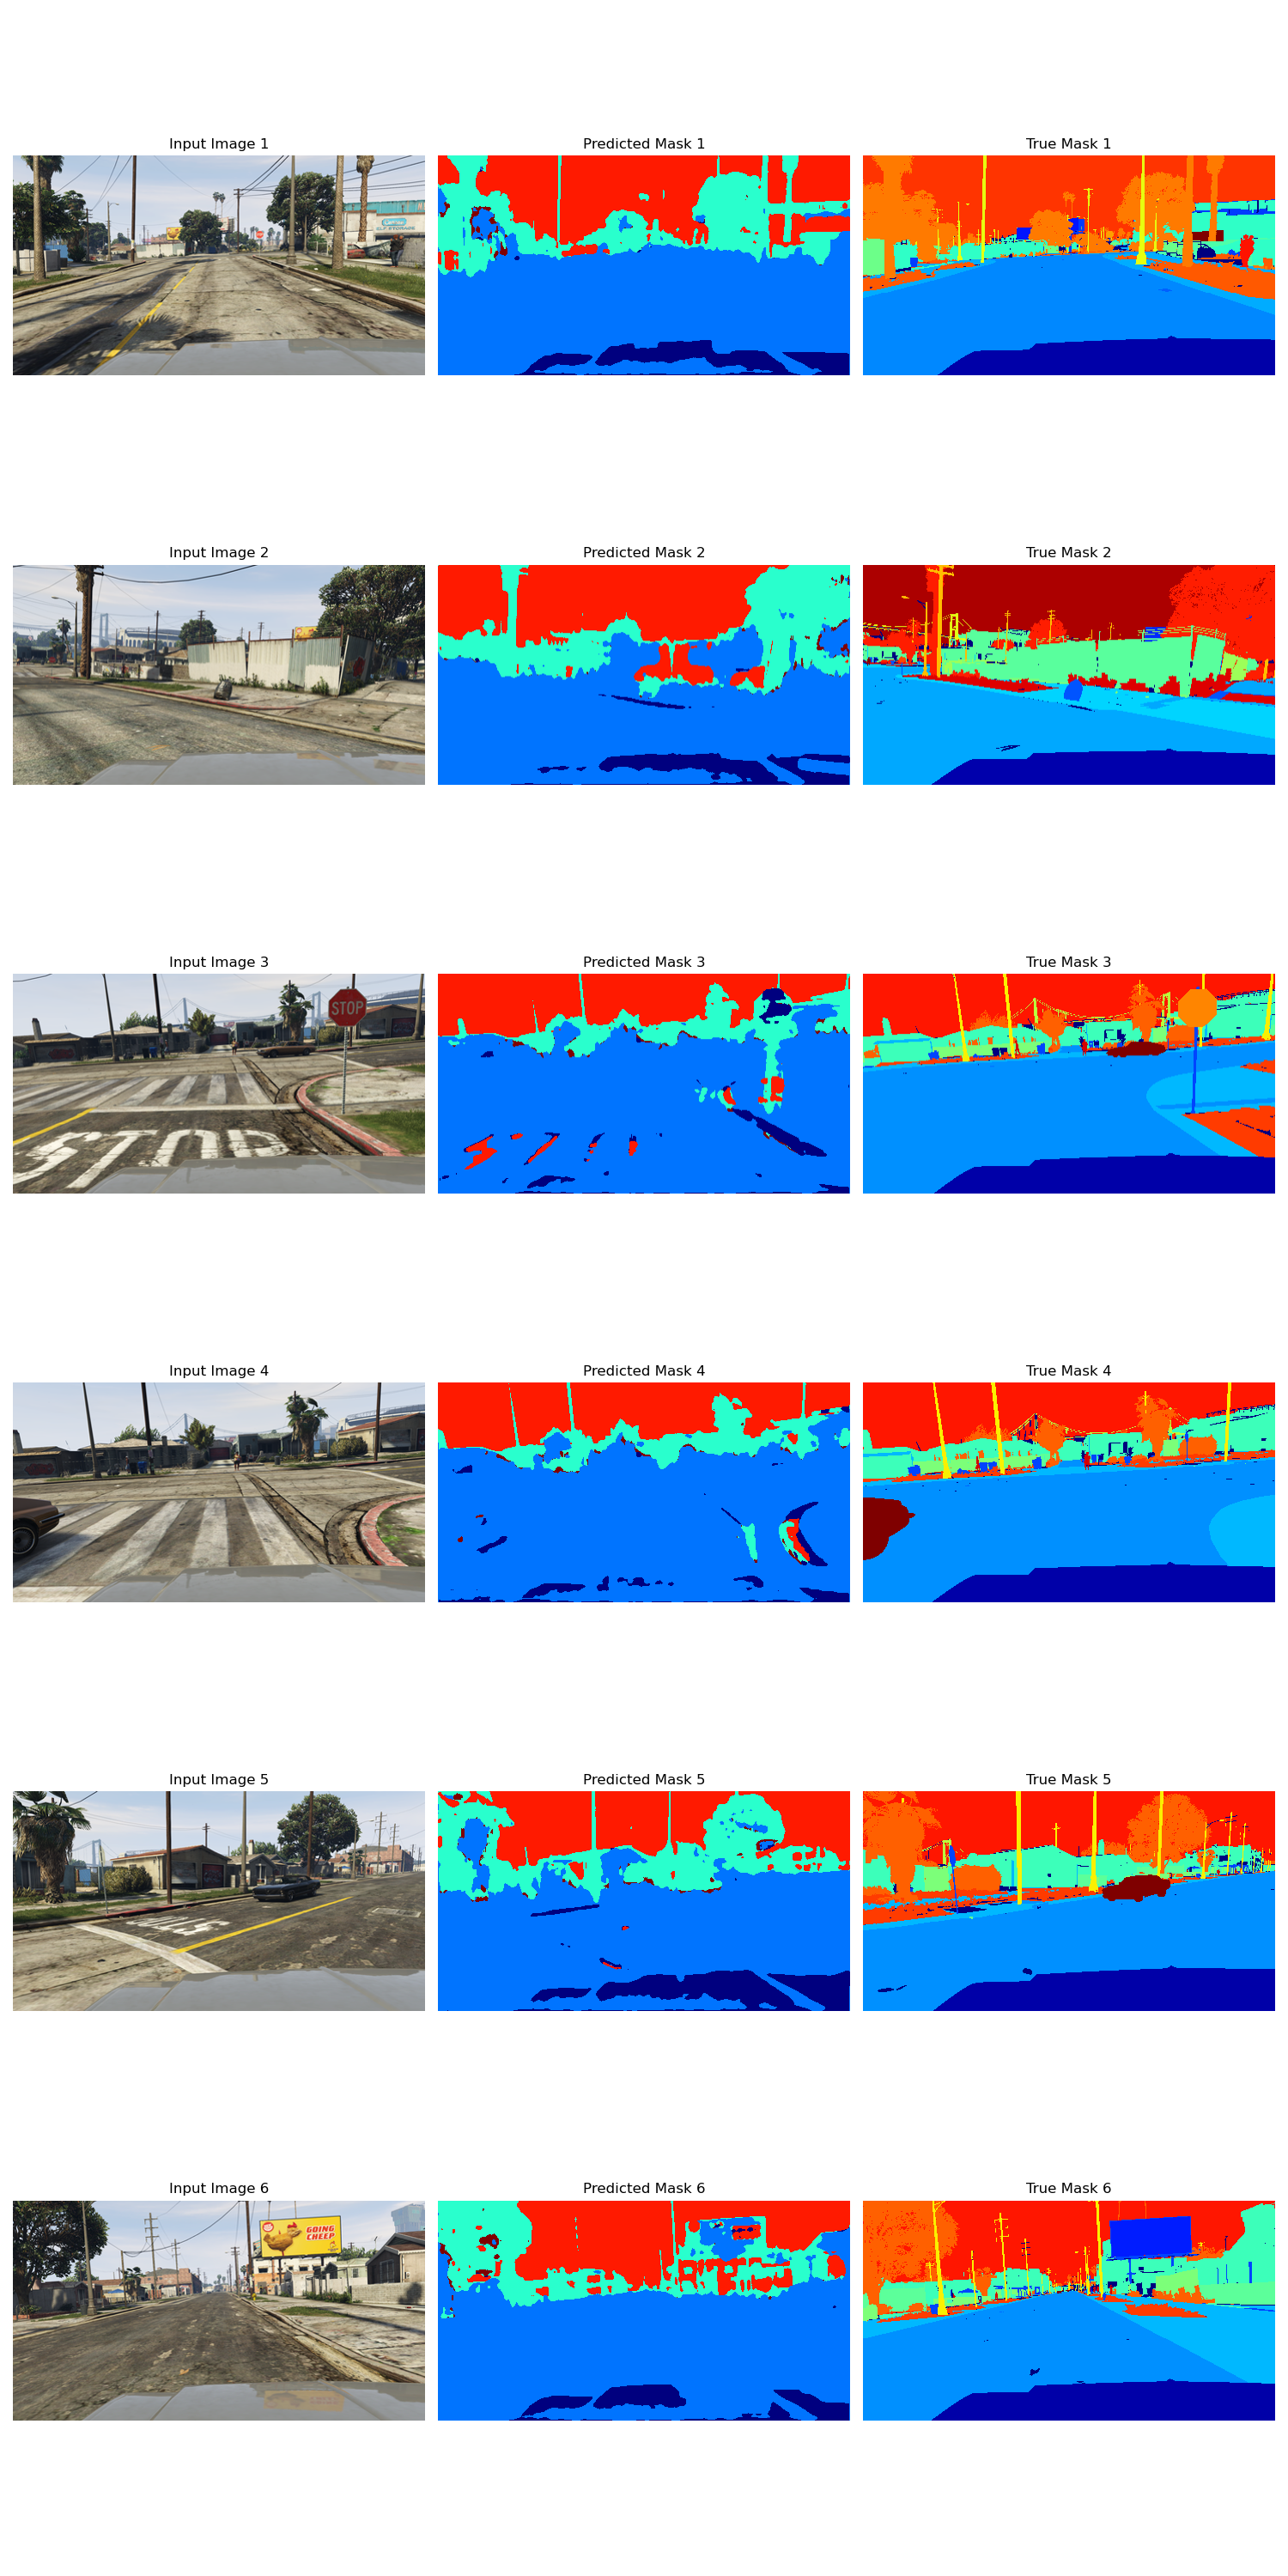 Input Image 1
Predicted Mask 1
True Mask 1
Input Image 2
Predicted Mask 2
True Mask 2
Input Image 3
Predicted Mask 3
True Mask 3
STOP
STOP
Input Image 4
Predicted Mask 4
True Mask 4
Input Image 5
Predicted Mask 5
True Mask 5
Input Image 6
Predicted Mask 6
True Mask 6
GOING
CHEEP